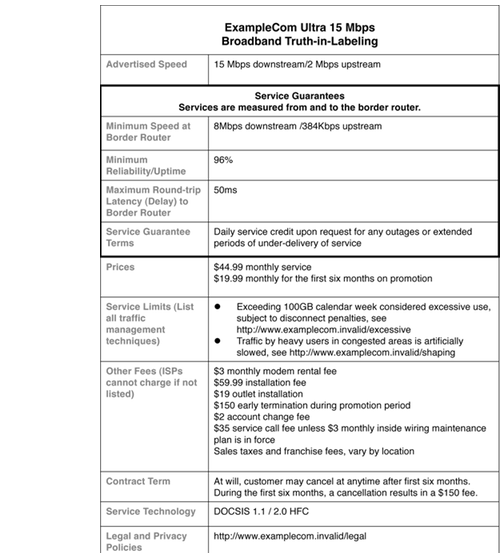 ExampleCom Ultra 15 Mbps
Broadband Truth-in-Labeling
Advertised Speed
15 Mbps downstream/2 Mbps upstream
Service Guarantees
Services are measured from and to the border router.
Minimum Speed at
Border Router
8Mbps downstream /384Kbps upstream
Minimum
Reliability/Uptime
96%
Maximum Round-trip
Latency (Delay) to
Border Router
50ms
Service Guarantee
Terms
Daily service credit upon request for any outages or extended
periods of under-delivery of service
Prices
$44.99 monthly service
$19.99 monthly for the first six months on promotion
Service Limits (List
all traffic
management
techniques)
● Exceeding 100GB calendar week considered excessive use,
subject to disconnect penalties, see
http://www.examplecom.invalid/excessive
● Traffic by heavy users in congested areas is artificially
slowed, see http://www.examplecom.invalid/shaping
Other Fees (ISPs
cannot charge if not
listed)
$3 monthly modem rental fee
$59.99 installation fee
$19 outlet installation
$150 early termination during promotion period
$2 account change fee
$35 service call fee unless $3 monthly inside wiring maintenance
plan is in force
Sales taxes and franchise fees, vary by location
Contract Term
At will, customer may cancel at anytime after first six months.
During the first six months, a cancellation results in a $150 fee.
Service Technology
DOCSIS 1.1 / 2.0 HFC
Legal and Privacy
Policies
http://www.examplecom.invalid/legal